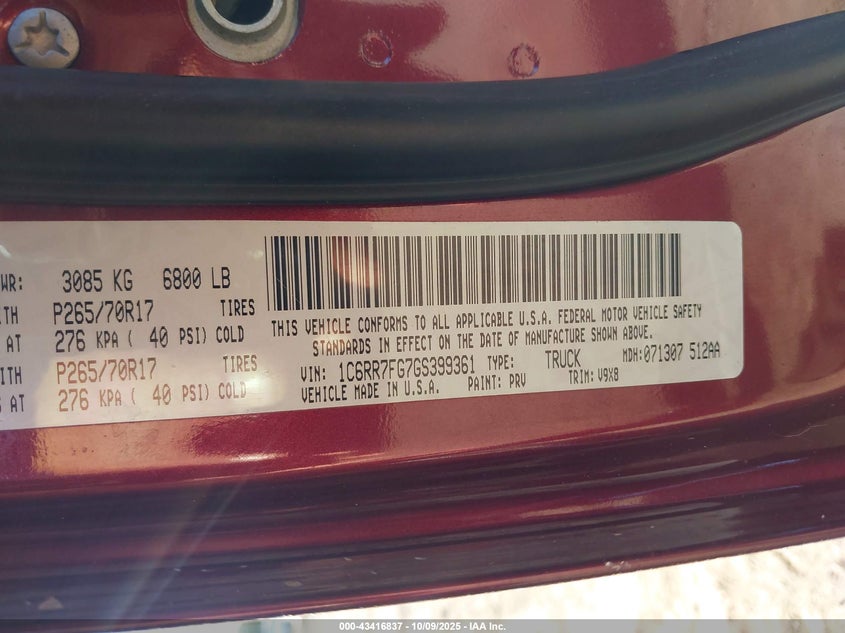 WR: 3085 KG 6800 LB
ITH P265/70R17 TIRES
AT 276 KPA ( 40 PSI) COLD
WITH P265/70R17 TIRES
S AT 276 KPA ( 40 PSI) COLD
THIS VEHICLE CONFORMS TO ALL APPLICABLE U.S.A. FEDERAL MOTOR VEHICLE SAFETY
STANDARDS IN EFFECT ON THE DATE OF MANUFACTURE SHOWN ABOVE.
VIN: 1C6RR7FG7GS399361 TYPE: TRUCK MDH: 071307 512AA
VEHICLE MADE IN U.S.A. PAINT: PRV TRIM: V9X8
000-43416837 - 10/09/2025 - IAA Inc.